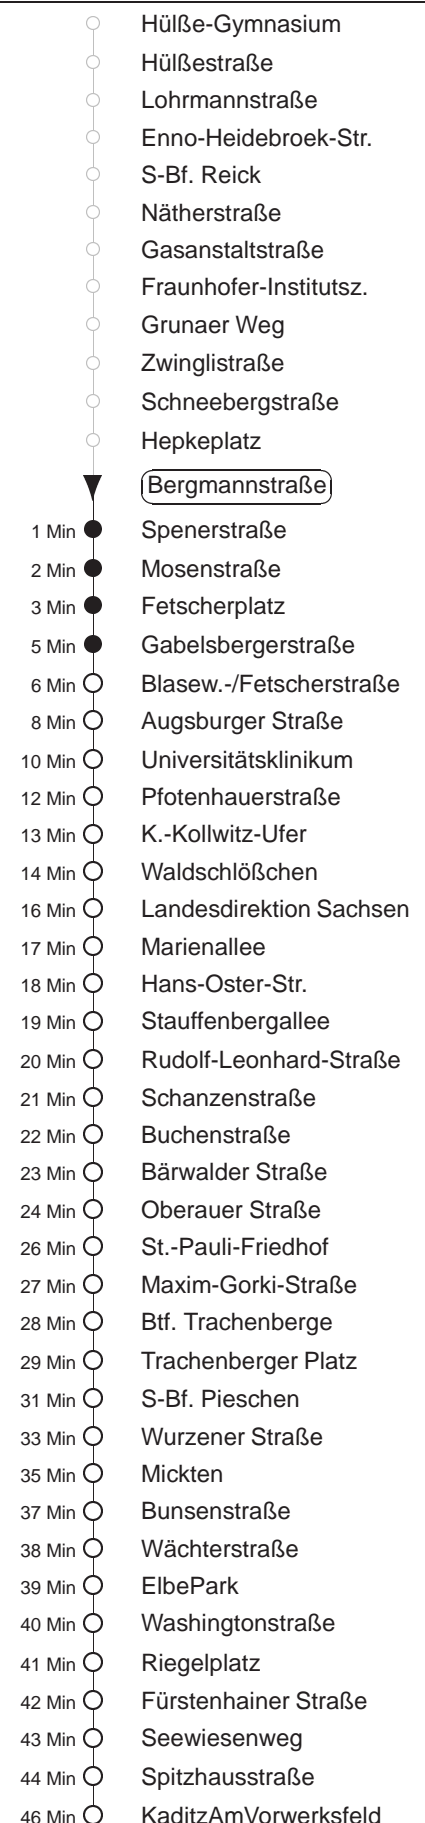 Hülße-Gymnasium
Hülßestraße
Lohrmannstraße
Enno-Heidebroek-Str.
S-Bf. Reick
Nätherstraße
Gasanstaltstraße
Fraunhofer-Institutsz.
Grunaer Weg
Zwinglistraße
Schneebergstraße
Hepkeplatz
Bergmannstraße
1 Min Spenerstraße
2 Min Mosenstraße
3 Min Fetscherplatz
5 Min Gabelsbergerstraße
6 Min Blasew.-/Fetscherstraße
8 Min Augsburger Straße
10 Min Universitätsklinikum
12 Min Pfotenhauerstraße
13 Min K.-Kollwitz-Ufer
14 Min Waldschlößchen
16 Min Landesdirektion Sachsen
17 Min Marienallee
18 Min Hans-Oster-Str.
19 Min Stauffenbergallee
20 Min Rudolf-Leonhard-Straße
21 Min Schanzenstraße
22 Min Buchenstraße
23 Min Bärwalder Straße
24 Min Oberauer Straße
26 Min St.-Pauli-Friedhof
27 Min Maxim-Gorki-Straße
28 Min Btf. Trachenberge
29 Min Trachenberger Platz
31 Min S-Bf. Pieschen
33 Min Wurzener Straße
35 Min Mickten
37 Min Bunsenstraße
38 Min Wächterstraße
39 Min ElbePark
40 Min Washingtonstraße
41 Min Riegelplatz
42 Min Fürstenhainer Straße
43 Min Seewiesenweg
44 Min Spitzhausstraße
46 Min KaditzAmVorwerksfeld